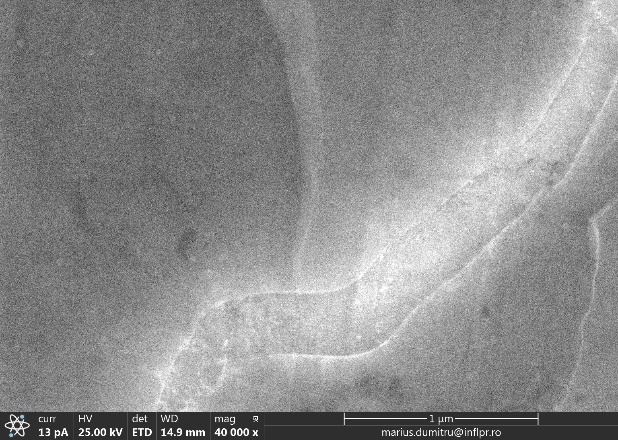 curr HV det WD mag
13 pA 25.00 kV ETD 14.9 mm 40 000 x
1 µm
marius.dumitru@inflpr.ro